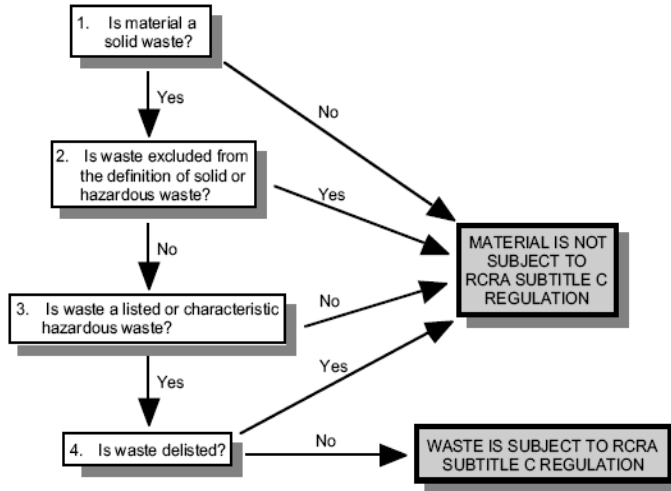 1. Is material a
solid waste?
Yes
No
2. Is waste excluded from
the definition of solid or
hazardous waste?
Yes
No
MATERIAL IS NOT
SUBJECT TO
RCRA SUBTITLE C
REGULATION
3. Is waste a listed or characteristic
hazardous waste?
No
Yes
Yes
4. Is waste delisted?
No
WASTE IS SUBJECT TO RCRA
SUBTITLE C REGULATION